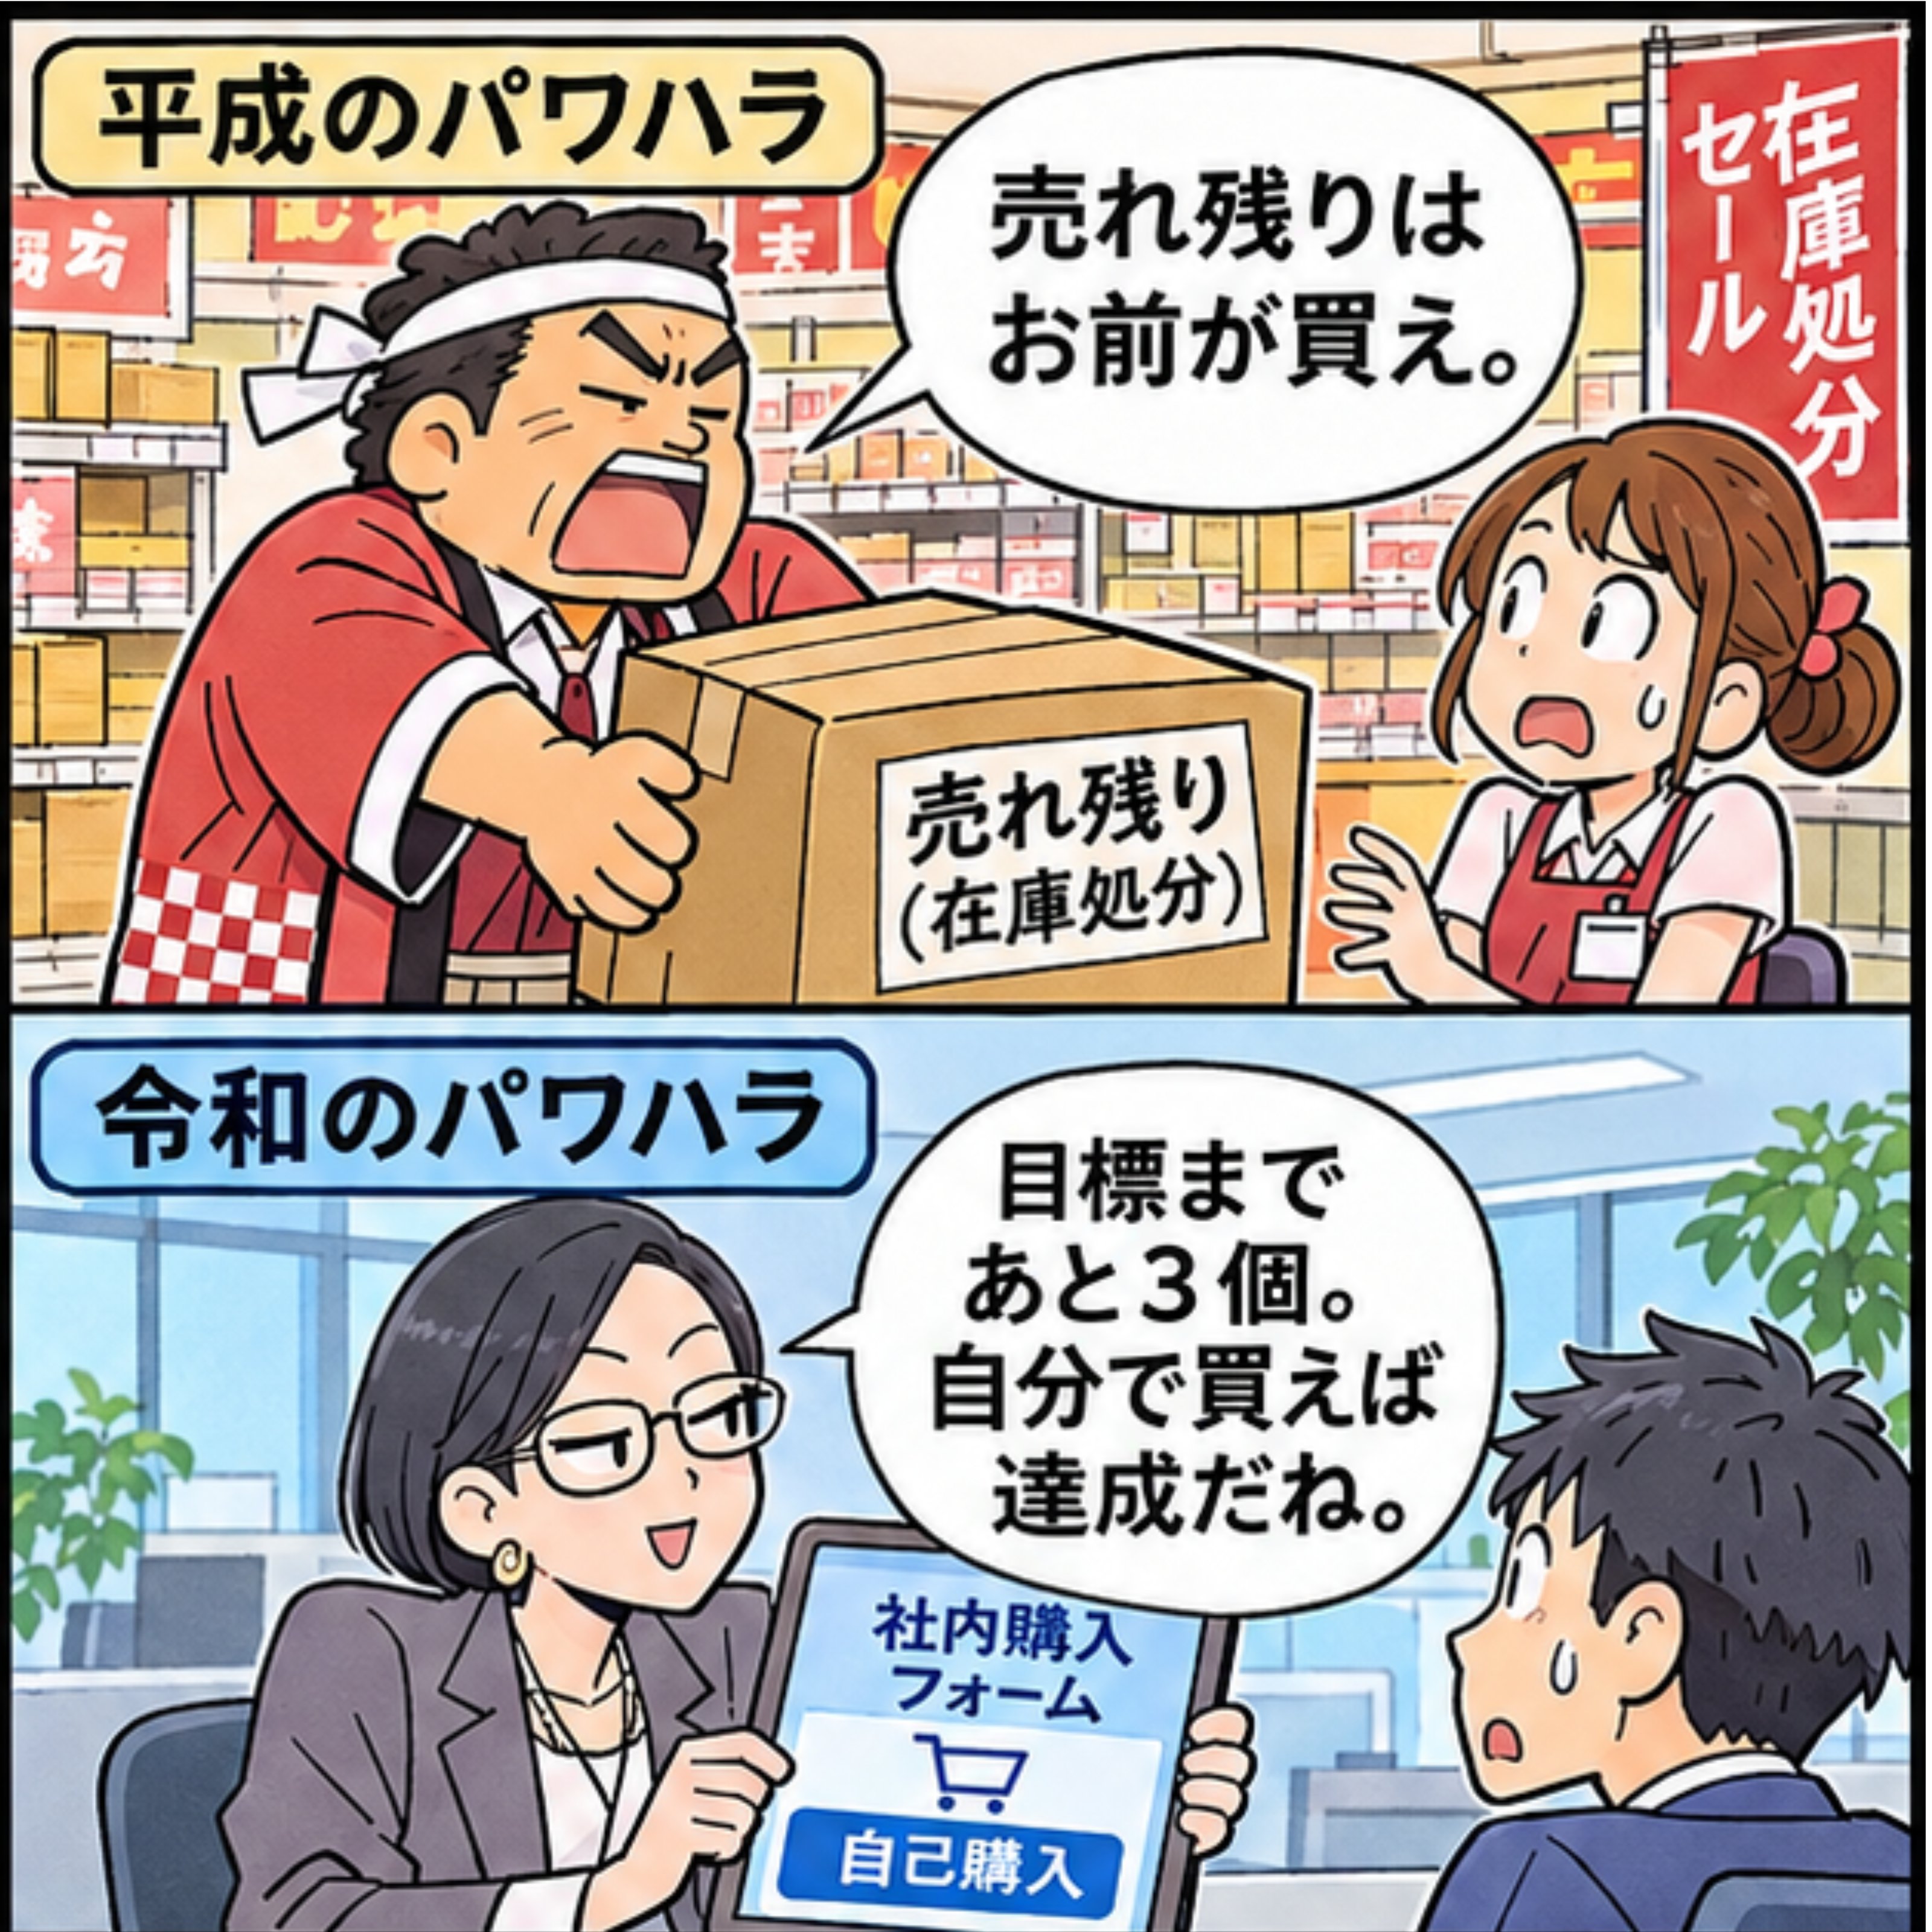 平成のパワハラ
売れ残りは
お前が買え。
在庫処分
セール
売れ残り
(在庫処分)
令和のパワハラ
目標まで
あと３個。
自分で買えば
達成だね。
社内購入
フォーム
自己購入